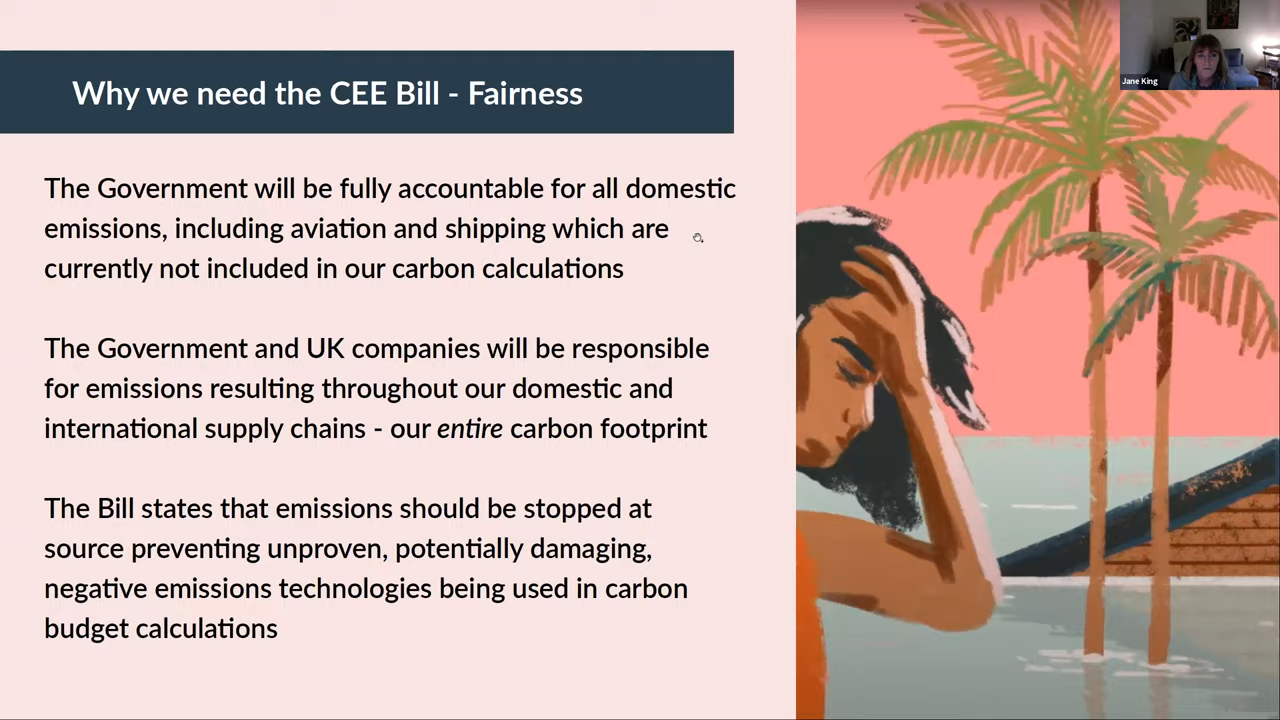 Why we need the CEE Bill - Fairness
Jane King
The Government will be fully accountable for all domestic
emissions, including aviation and shipping which are
currently not included in our carbon calculations
The Government and UK companies will be responsible
for emissions resulting throughout our domestic and
international supply chains - our entire carbon footprint
The Bill states that emissions should be stopped at
source preventing unproven, potentially damaging,
negative emissions technologies being used in carbon
budget calculations